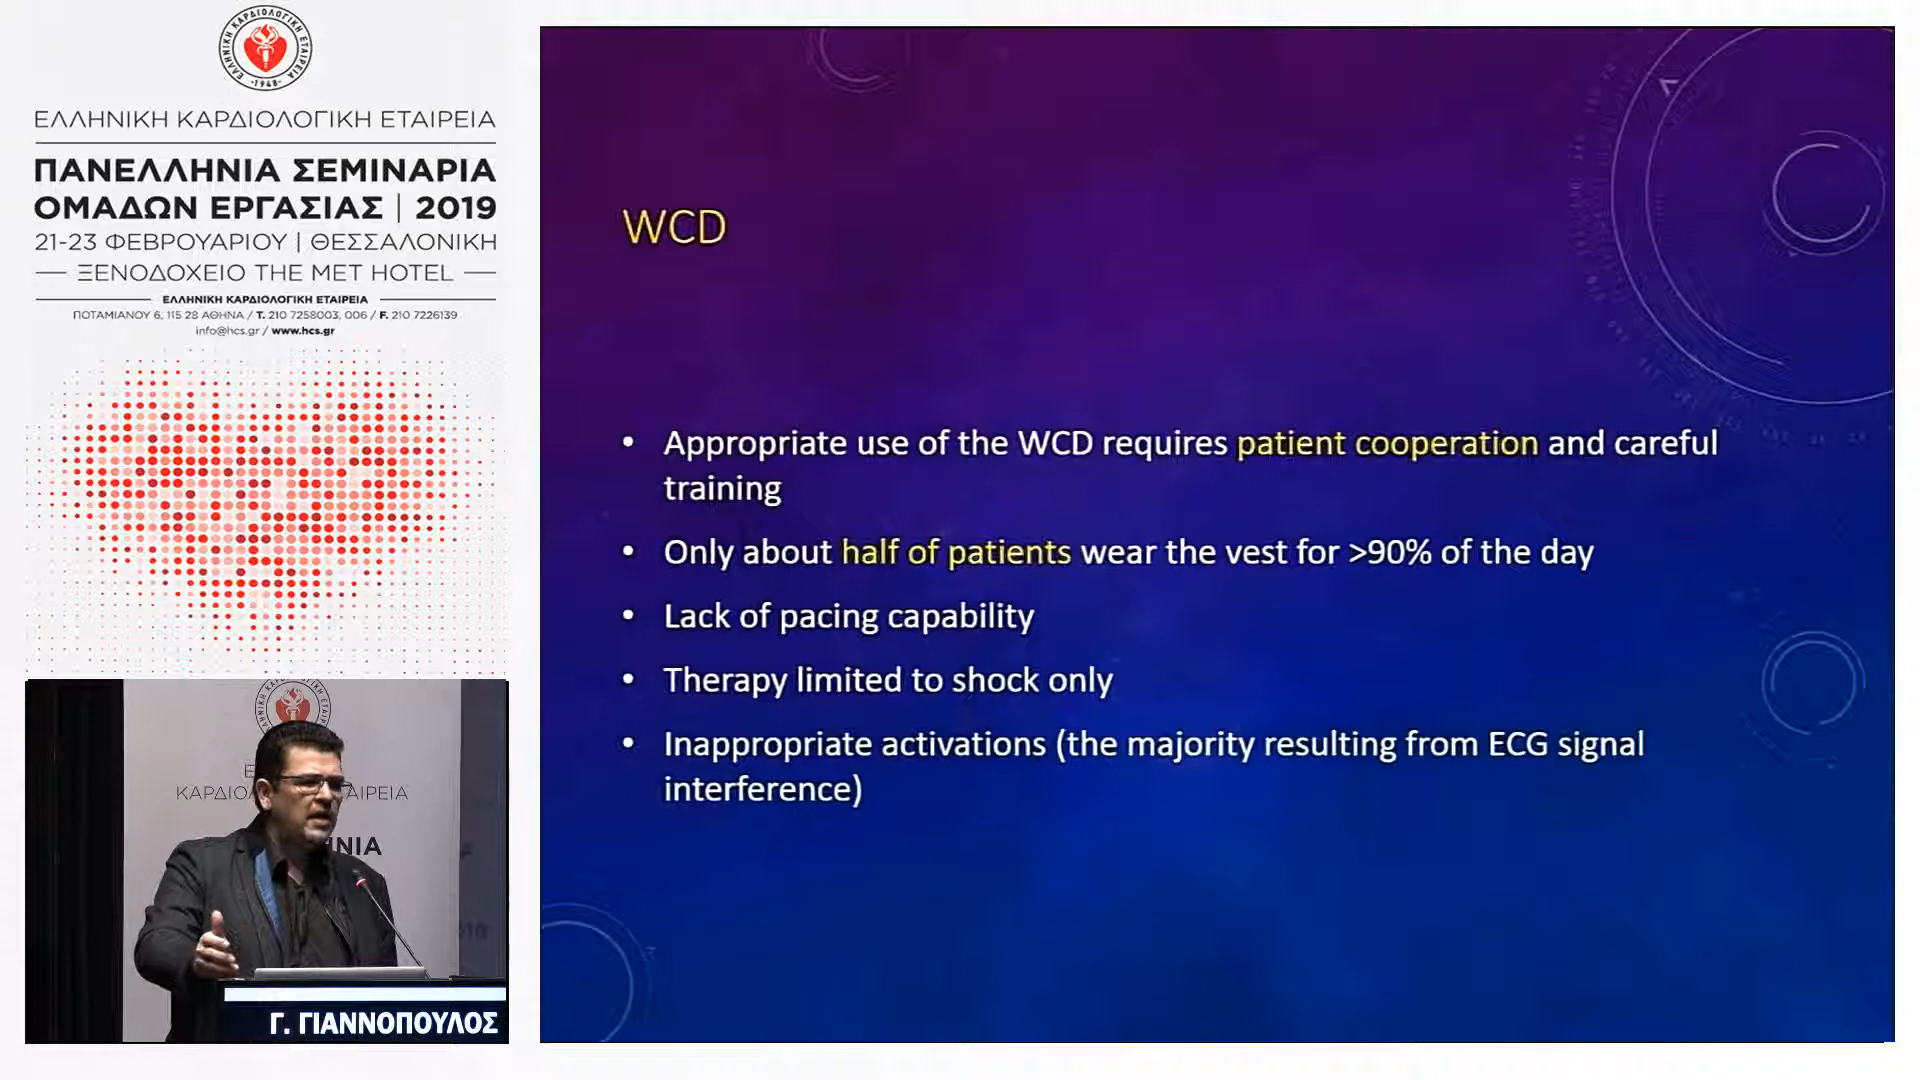 ΕΛΛΗΝΙΚΗ ΚΑΡΔΙΟΛΟΓΙΚΗ ΕΤΑΙΡΕΙΑ
·1948·
ΕΛΛΗΝΙΚΗ ΚΑΡΔΙΟΛΟΓΙΚΗ ΕΤΑΙΡΕΙΑ
ΠΑΝΕΛΛΗΝΙΑ ΣΕΜΙΝΑΡΙΑ
ΟΜΑΔΩΝ ΕΡΓΑΣΙΑΣ | 2019
21-23 ΦΕΒΡΟΥΑΡΙΟΥ | ΘΕΣΣΑΛΟΝΙΚΗ
ΞΕΝΟΔΟΧΕΙΟ THE MET HOTEL
ΕΛΛΗΝΙΚΗ ΚΑΡΔΙΟΛΟΓΙΚΗ ΕΤΑΙΡΕΙΑ
ΠΟΤΑΜΙΑΝΟΥ 6, 115 28 ΑΘΗΝΑ / Τ. 210 7258003, 006 / F. 210 7226139
info@hcs.gr / www.hcs.gr
Γ. ΓΙΑΝΝΟΠΟΥΛΟΣ
WCD
• Appropriate use of the WCD requires patient cooperation and careful
training
• Only about half of patients wear the vest for >90% of the day
• Lack of pacing capability
• Therapy limited to shock only
• Inappropriate activations (the majority resulting from ECG signal
interference)